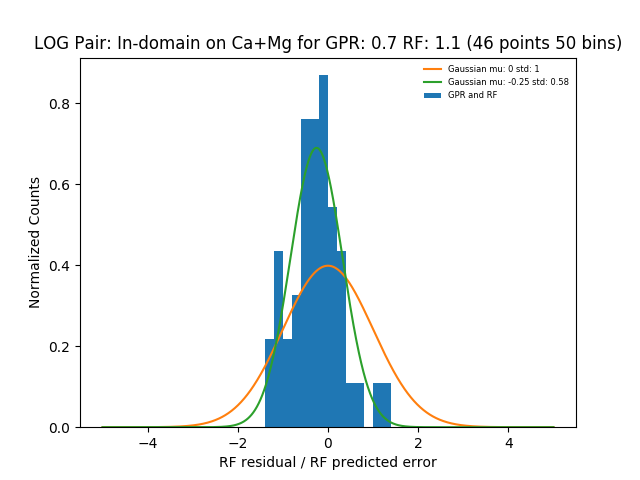 LOG Pair: In-domain on Ca+Mg for GPR: 0.7 RF: 1.1 (46 points 50 bins)
Gaussian mu: 0 std: 1
Gaussian mu: -0.25 std: 0.58
GPR and RF
Normalized Counts
0.8
0.6
0.4
0.2
0.0
−4 −2 0 2 4
RF residual / RF predicted error